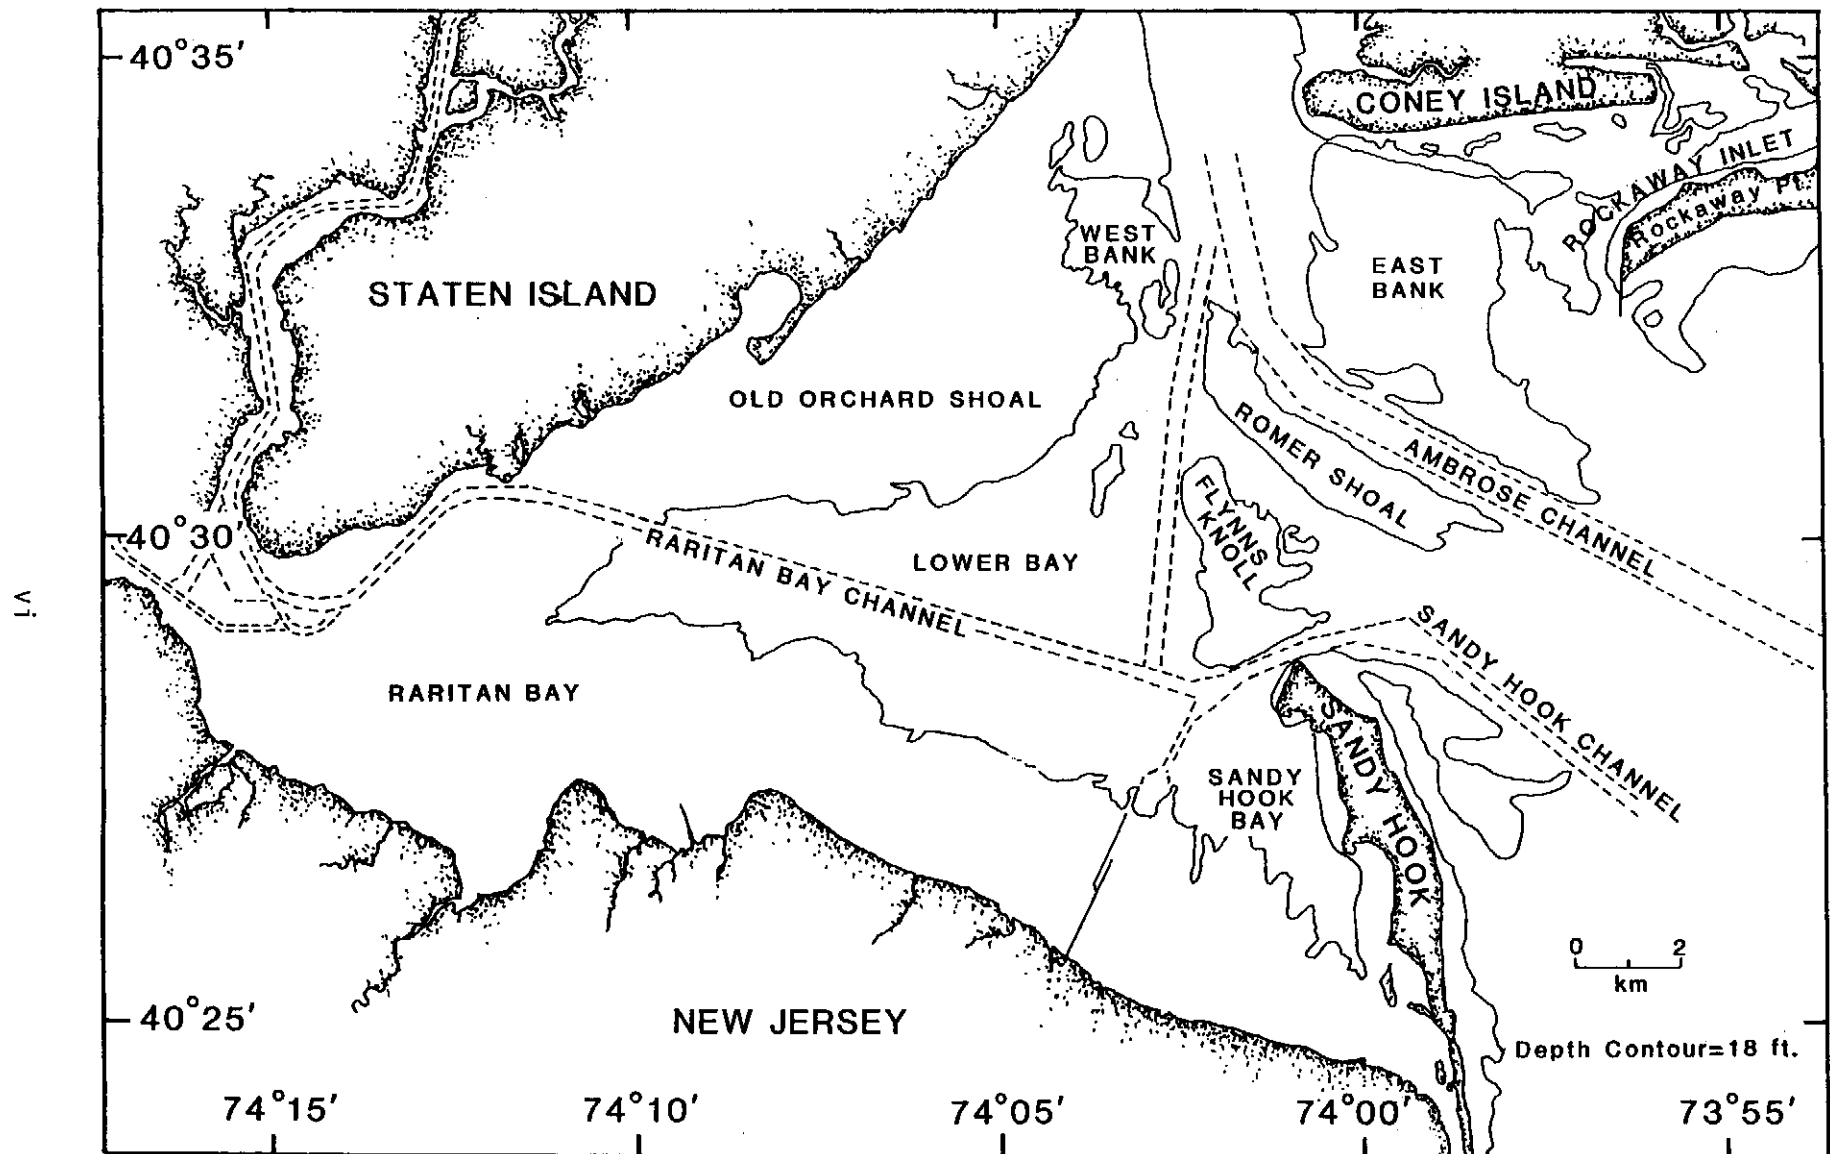 40°35'
CONEY ISLAND
ROCKAWAY INLET
Rockaway Pt.
WEST
BANK
EAST
BANK
STATEN ISLAND
OLD ORCHARD SHOAL
ROMER SHOAL
AMBROSE CHANNEL
FLYNNS
KNOLL
40°30'
RARITAN BAY CHANNEL
LOWER BAY
vi
SANDY HOOK CHANNEL
RARITAN BAY
SANDY HOOK
SANDY
HOOK
BAY
0 2
km
40°25'
NEW JERSEY
Depth Contour=18 ft.
74°15' 74°10' 74°05' 74°00' 73°55'